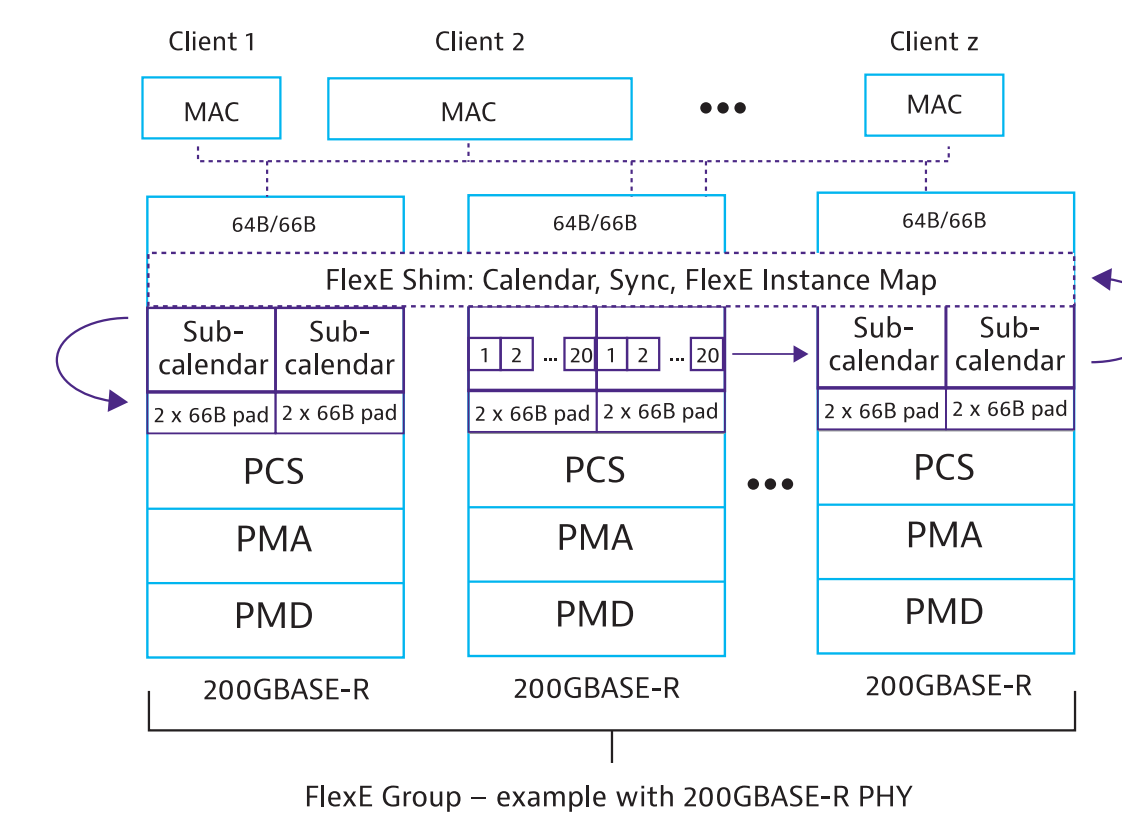 Client 1 Client 2 Client z
MAC MAC ••• MAC
64B/66B 64B/66B 64B/66B
FlexE Shim: Calendar, Sync, FlexE Instance Map
Sub- Sub- Sub- Sub-
calendar calendar 1 2 ... 20 1 2 ... 20 calendar calendar
2 x 66B pad 2 x 66B pad 2 x 66B pad 2 x 66B pad 2 x 66B pad 2 x 66B pad
PCS PCS ••• PCS
PMA PMA PMA
PMD PMD PMD
200GBASE-R 200GBASE-R 200GBASE-R
FlexE Group – example with 200GBASE-R PHY